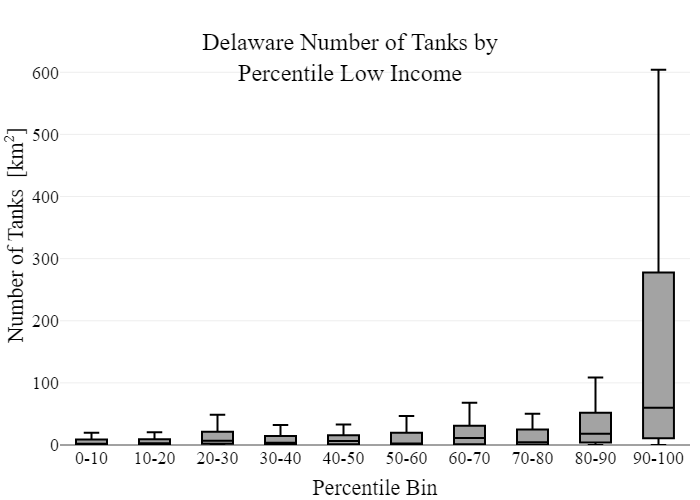 Delaware Number of Tanks by
Percentile Low Income
Number of Tanks [km²]
600
500
400
300
200
100
0
0-10 10-20 20-30 30-40 40-50 50-60 60-70 70-80 80-90 90-100
Percentile Bin